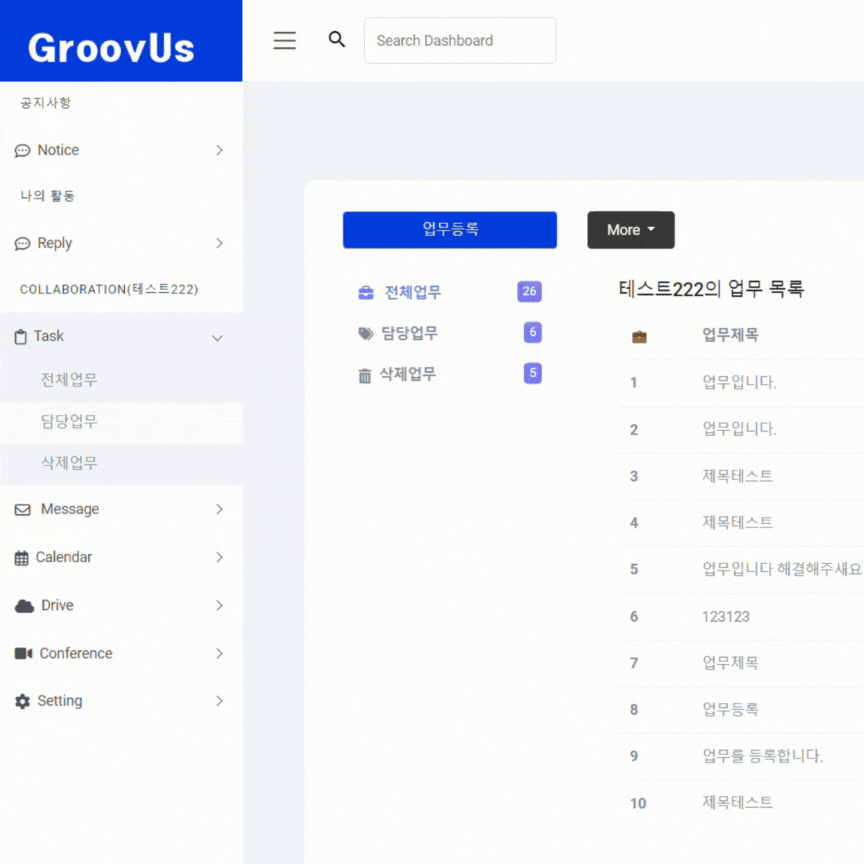 GroovUs
Search Dashboard
공지사항
Notice
나의 활동
Reply
COLLABORATION(테스트222)
Task
전체업무
담당업무
삭제업무
Message
Calendar
Drive
Conference
Setting
업무등록
More
전체업무 26
담당업무 6
삭제업무 5
테스트222의 업무 목록
업무제목
1 업무입니다.
2 업무입니다.
3 제목테스트
4 제목테스트
5 업무입니다 해결해주새요
6 123123
7 업무제목
8 업무등록
9 업무를 등록합니다.
10 제목테스트